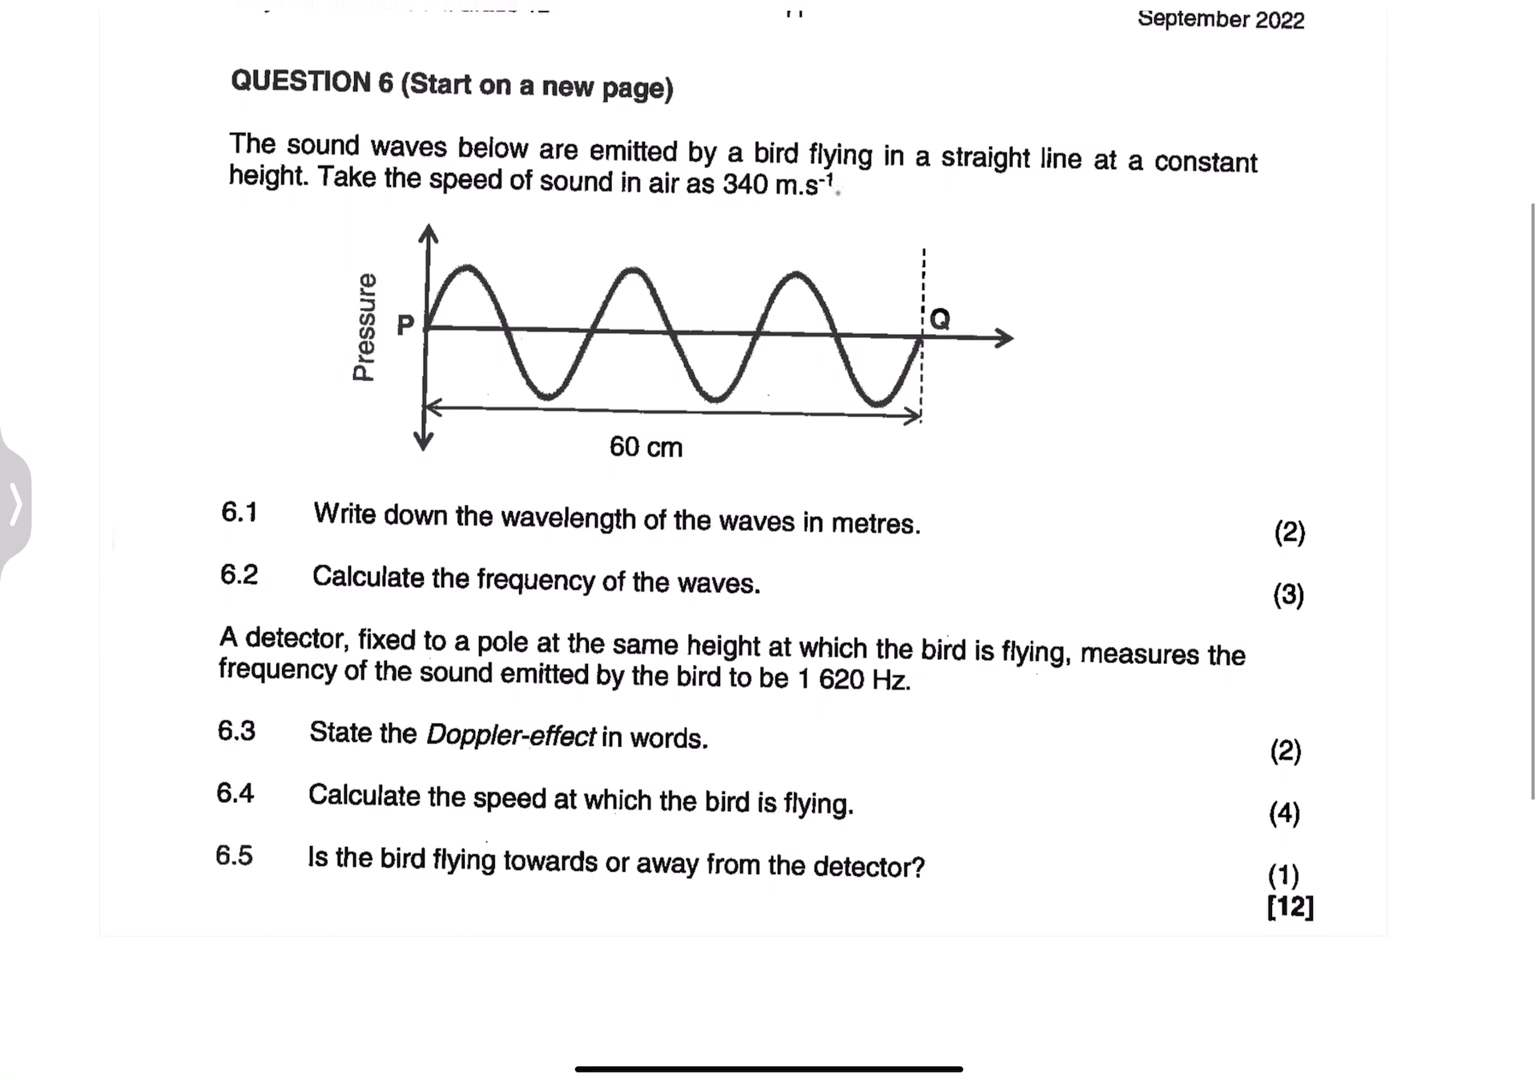 September 2022
QUESTION 6 (Start on a new page)
The sound waves below are emitted by a bird flying in a straight line at a constant
height. Take the speed of sound in air as 340 m.s⁻¹.
Pressure
P
Q
60 cm
6.1 Write down the wavelength of the waves in metres. (2)
6.2 Calculate the frequency of the waves. (3)
A detector, fixed to a pole at the same height at which the bird is flying, measures the
frequency of the sound emitted by the bird to be 1 620 Hz.
6.3 State the Doppler-effect in words. (2)
6.4 Calculate the speed at which the bird is flying. (4)
6.5 Is the bird flying towards or away from the detector? (1)
[12]